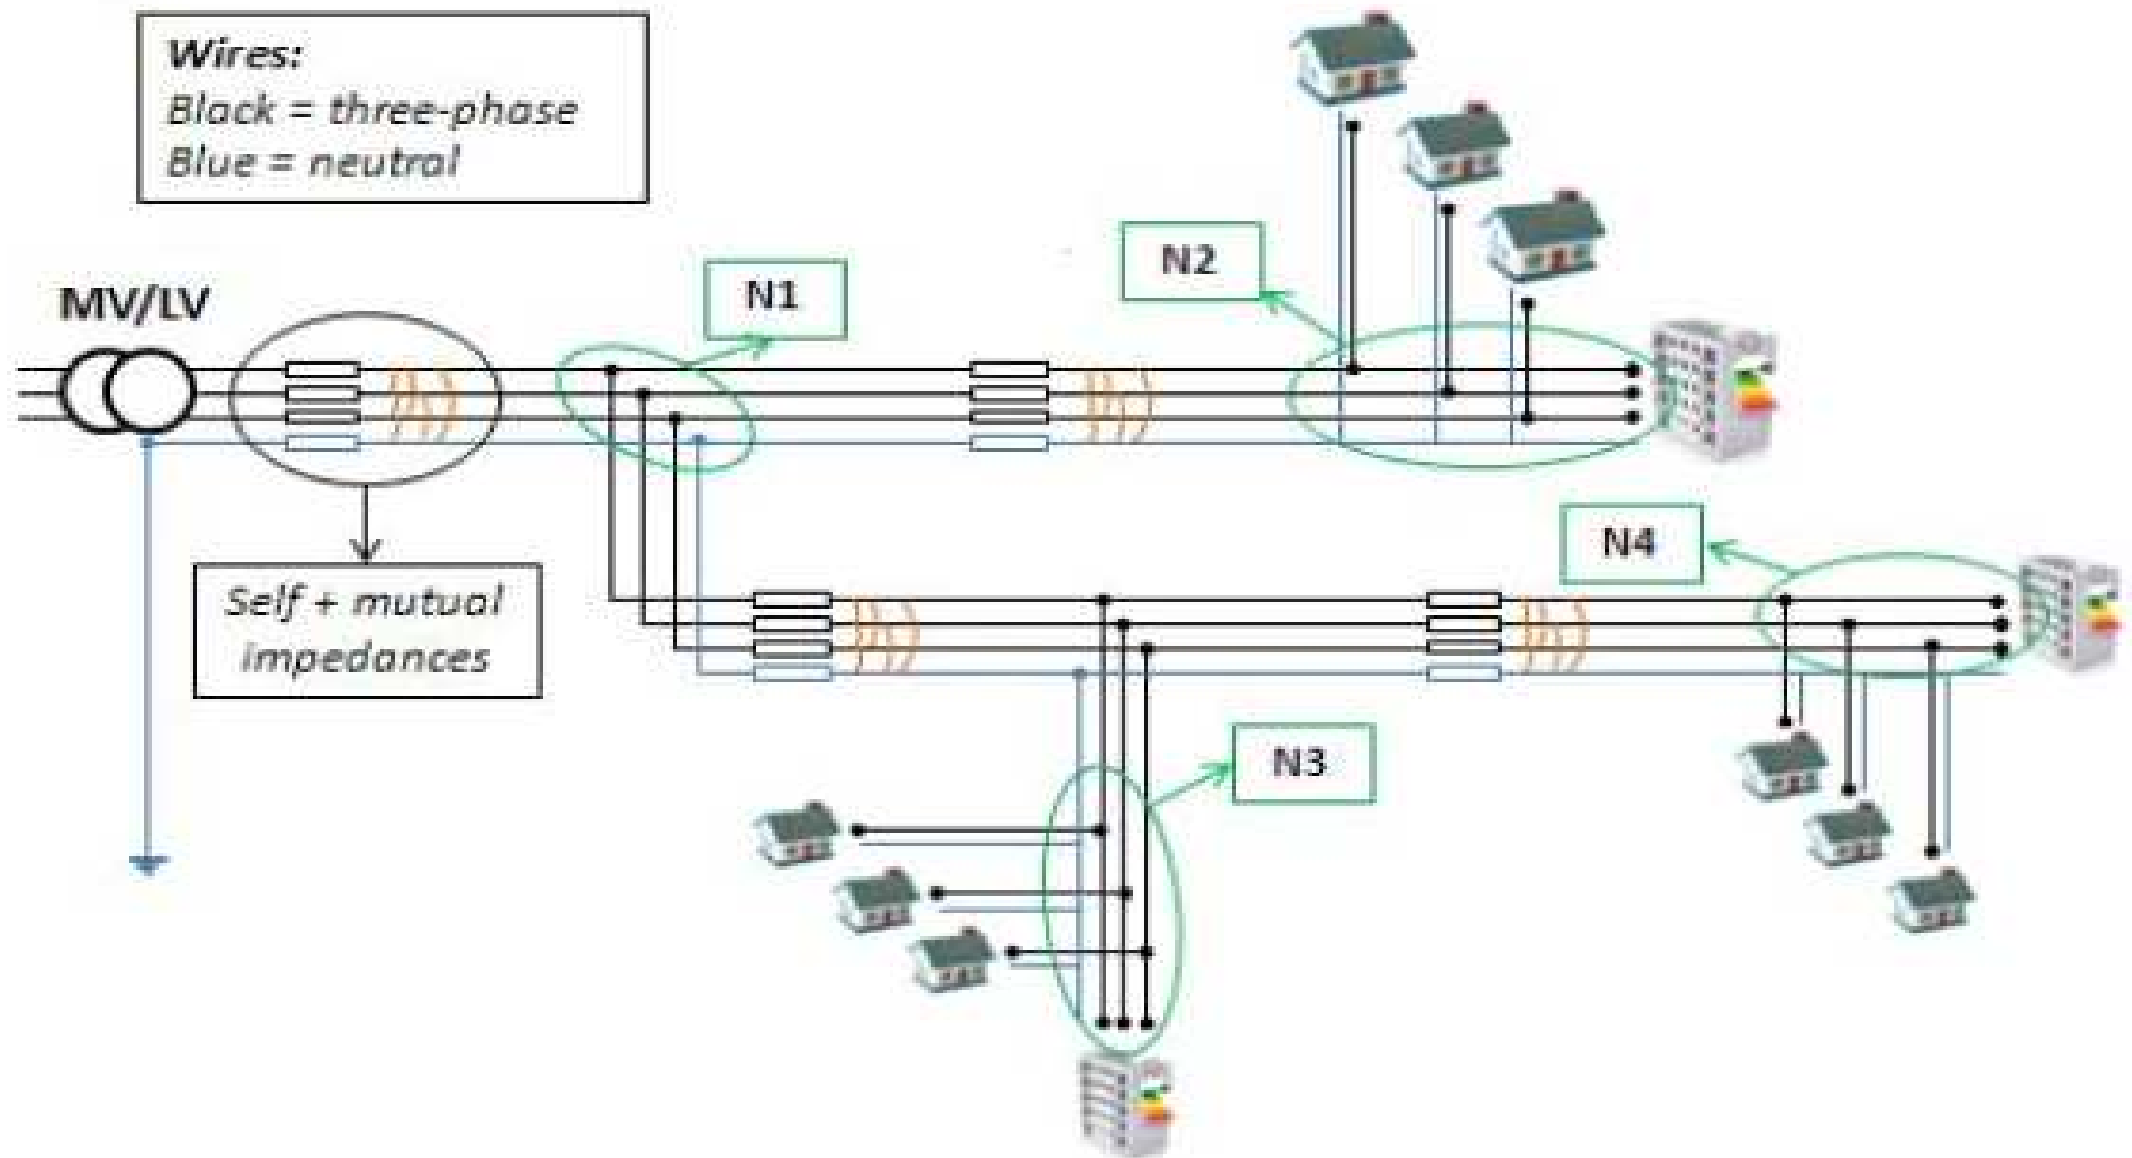 Wires:
Black = three-phase
Blue = neutral
N2
N1
MV/LV
N4
Self + mutual
impedances
N3